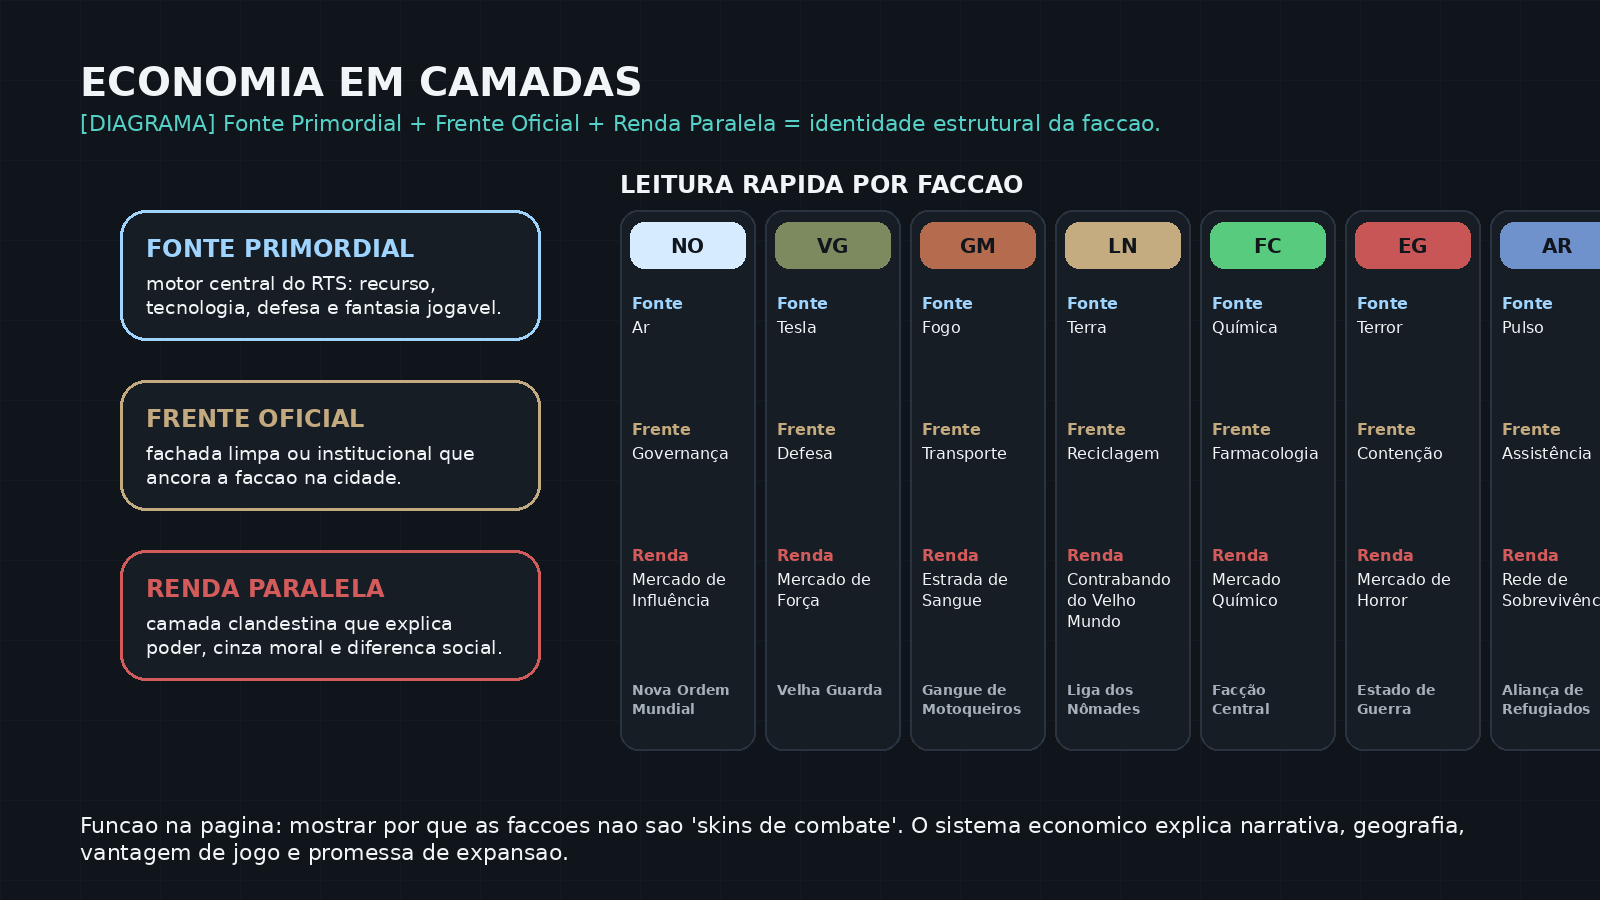 ECONOMIA EM CAMADAS
[DIAGRAMA] Fonte Primordial + Frente Oficial + Renda Paralela = identidade estrutural da faccao.
FONTE PRIMORDIAL
motor central do RTS: recurso,
tecnologia, defesa e fantasia jogavel.
FRENTE OFICIAL
fachada limpa ou institucional que
ancora a faccao na cidade.
RENDA PARALELA
camada clandestina que explica
poder, cinza moral e diferenca social.
LEITURA RAPIDA POR FACCAO
NO
Fonte
Ar
Frente
Governança
Renda
Mercado de
Influência
Nova Ordem
Mundial
VG
Fonte
Tesla
Frente
Defesa
Renda
Mercado de
Força
Velha Guarda
GM
Fonte
Fogo
Frente
Transporte
Renda
Estrada de
Sangue
Gangue de
Motoqueiros
LN
Fonte
Terra
Frente
Reciclagem
Renda
Contrabando
do Velho
Mundo
Liga dos
Nômades
FC
Fonte
Química
Frente
Farmacologia
Renda
Mercado
Químico
Facção
Central
EG
Fonte
Terror
Frente
Contenção
Renda
Mercado de
Horror
Estado de
Guerra
AR
Fonte
Pulso
Frente
Assistência
Renda
Rede de
Sobrevivênc
Aliança de
Refugiados
Funcao na pagina: mostrar por que as faccoes nao sao 'skins de combate'. O sistema economico explica narrativa, geografia,
vantagem de jogo e promessa de expansao.